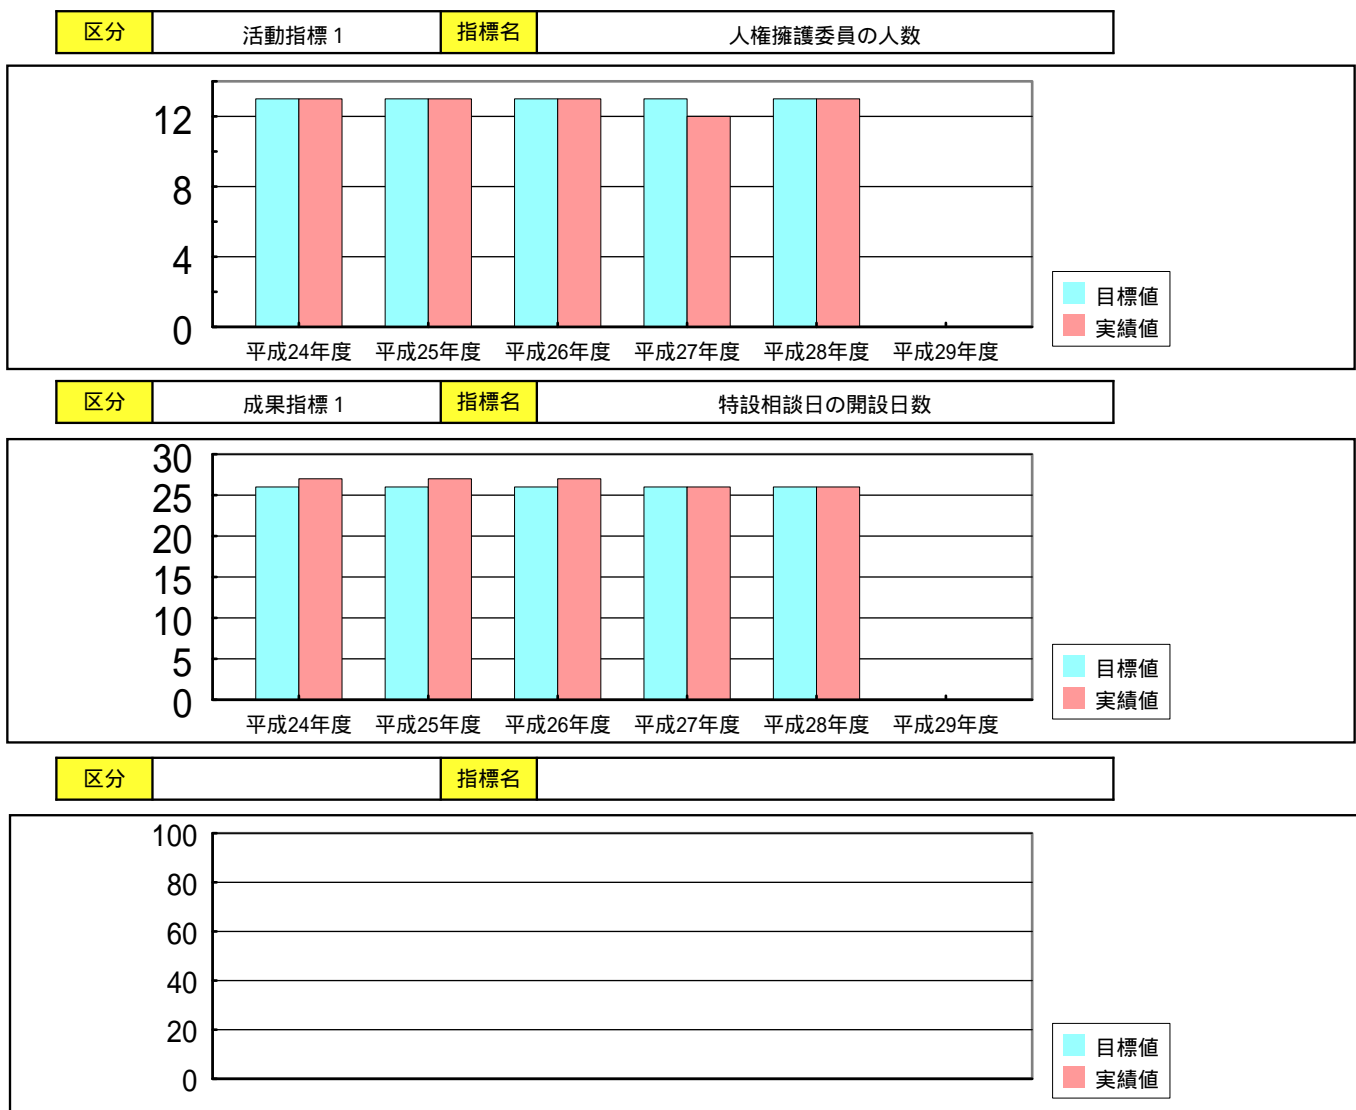 区分 活動指標1 指標名 人権擁護委員の人数
12
8
4
0
平成24年度 平成25年度 平成26年度 平成27年度 平成28年度 平成29年度
目標値
実績値
区分 成果指標1 指標名 特設相談日の開設日数
30
25
20
15
10
5
0
平成24年度 平成25年度 平成26年度 平成27年度 平成28年度 平成29年度
目標値
実績値
区分 指標名
100
80
60
40
20
0
目標値
実績値